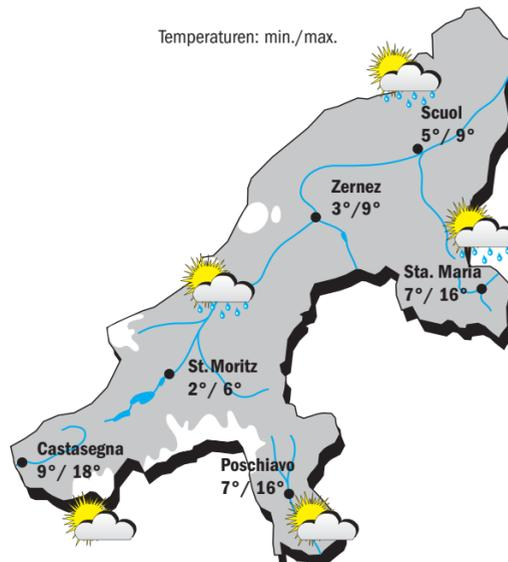 Temperaturen: min./max.
Scuol
5°/ 9°
Zernez
3°/9°
Sta. Maria
7°/ 16°
St. Moritz
2°/ 6°
Castasegna
9°/ 18°
Poschiavo
7°/ 16°